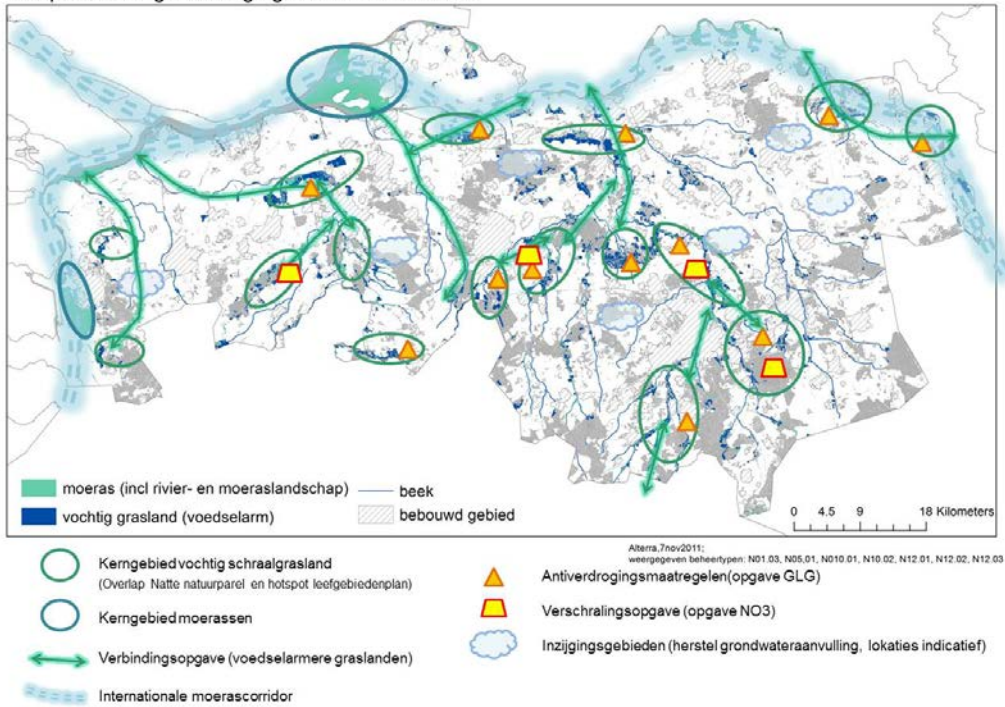 moeras (incl rivier- en moeraslandschap)
beek
vochtig grasland (voedselarm)
bebouwd gebied
0 4.5 9 18 Kilometers
Alterra,7nov2011;
weergegeven beheertypen: N01.03, N05,01, N010.01, N10.02, N12.01, N12.02, N12.03
Kerngebied vochtig schraalgrasland
(Overlap Natte natuurparel en hotspot leefgebiedenplan)
Kerngebied moerassen
Verbindingsopgave (voedselarmere graslanden)
Internationale moerascorridor
Antiverdrogingsmaatregelen(opgave GLG)
Verschralingsopgave (opgave NO3)
Inzijgingsgebieden (herstel grondwateraanvulling, lokaties indicatief)